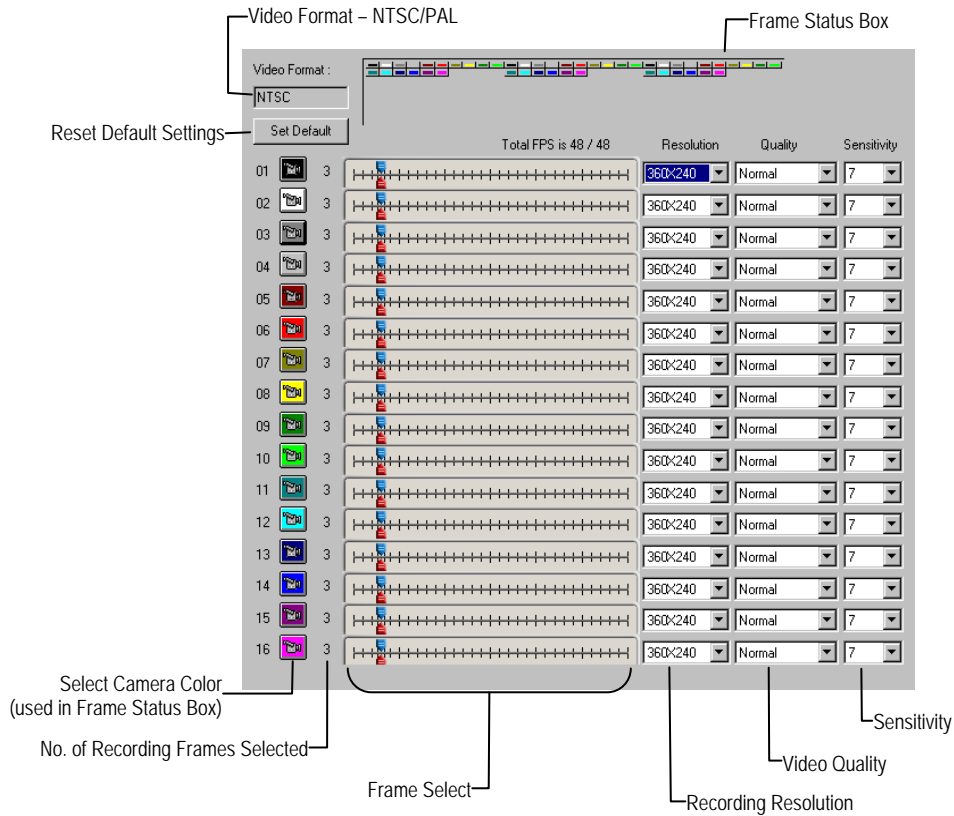 Video Format – NTSC/PAL
Frame Status Box
Video Format :
NTSC
Reset Default Settings
Set Default
Total FPS is 48 / 48
Resolution
Quality
Sensitivity
01 3 360X240 Normal 7
02 3 360X240 Normal 7
03 3 360X240 Normal 7
04 3 360X240 Normal 7
05 3 360X240 Normal 7
06 3 360X240 Normal 7
07 3 360X240 Normal 7
08 3 360X240 Normal 7
09 3 360X240 Normal 7
10 3 360X240 Normal 7
11 3 360X240 Normal 7
12 3 360X240 Normal 7
13 3 360X240 Normal 7
14 3 360X240 Normal 7
15 3 360X240 Normal 7
16 3 360X240 Normal 7
Select Camera Color
(used in Frame Status Box)
Sensitivity
No. of Recording Frames Selected
Video Quality
Frame Select
Recording Resolution